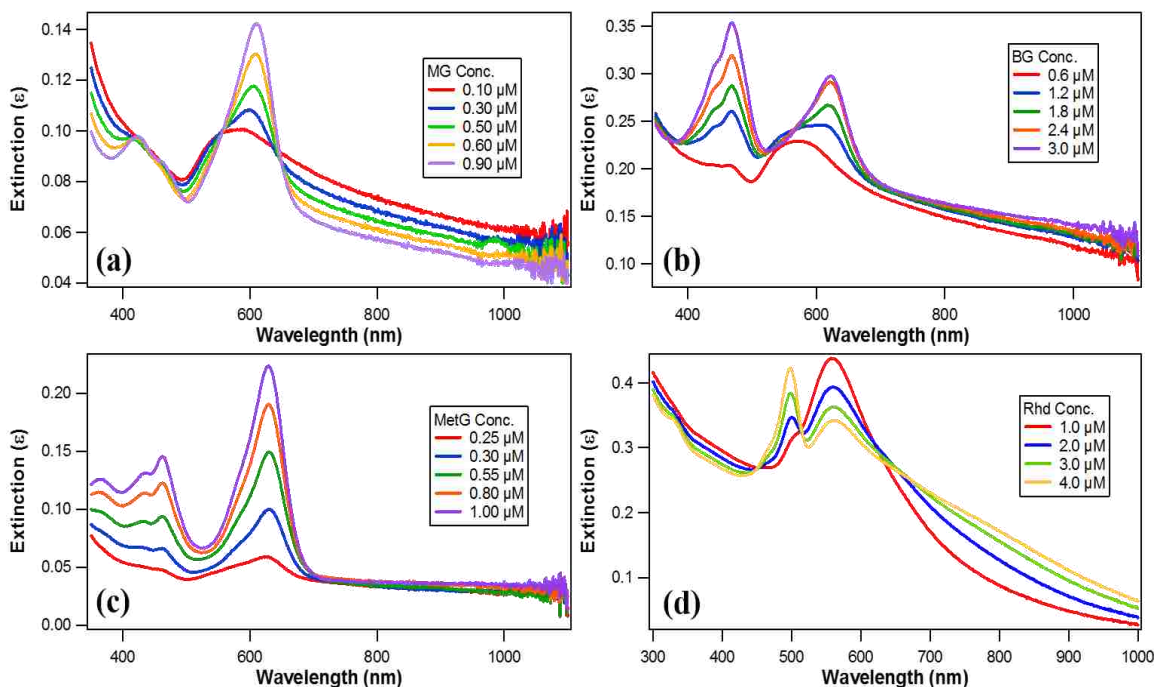 Extinction (ε)
0.14
0.12
0.10
0.08
0.06
0.04
MG Conc.
0.10 µM
0.30 µM
0.50 µM
0.60 µM
0.90 µM
(a)
400 600 800 1000
Wavelegnth (nm)
Extinction (ε)
0.35
0.30
0.25
0.20
0.15
0.10
BG Conc.
0.6 µM
1.2 µM
1.8 µM
2.4 µM
3.0 µM
(b)
400 600 800 1000
Wavelength (nm)
Extinction (ε)
0.20
0.15
0.10
0.05
0.00
MetG Conc.
0.25 µM
0.30 µM
0.55 µM
0.80 µM
1.00 µM
(c)
400 600 800 1000
Wavelength (nm)
Extinction (ε)
0.4
0.3
0.2
0.1
Rhd Conc.
1.0 µM
2.0 µM
3.0 µM
4.0 µM
(d)
300 400 500 600 700 800 900 1000
Wavelength (nm)